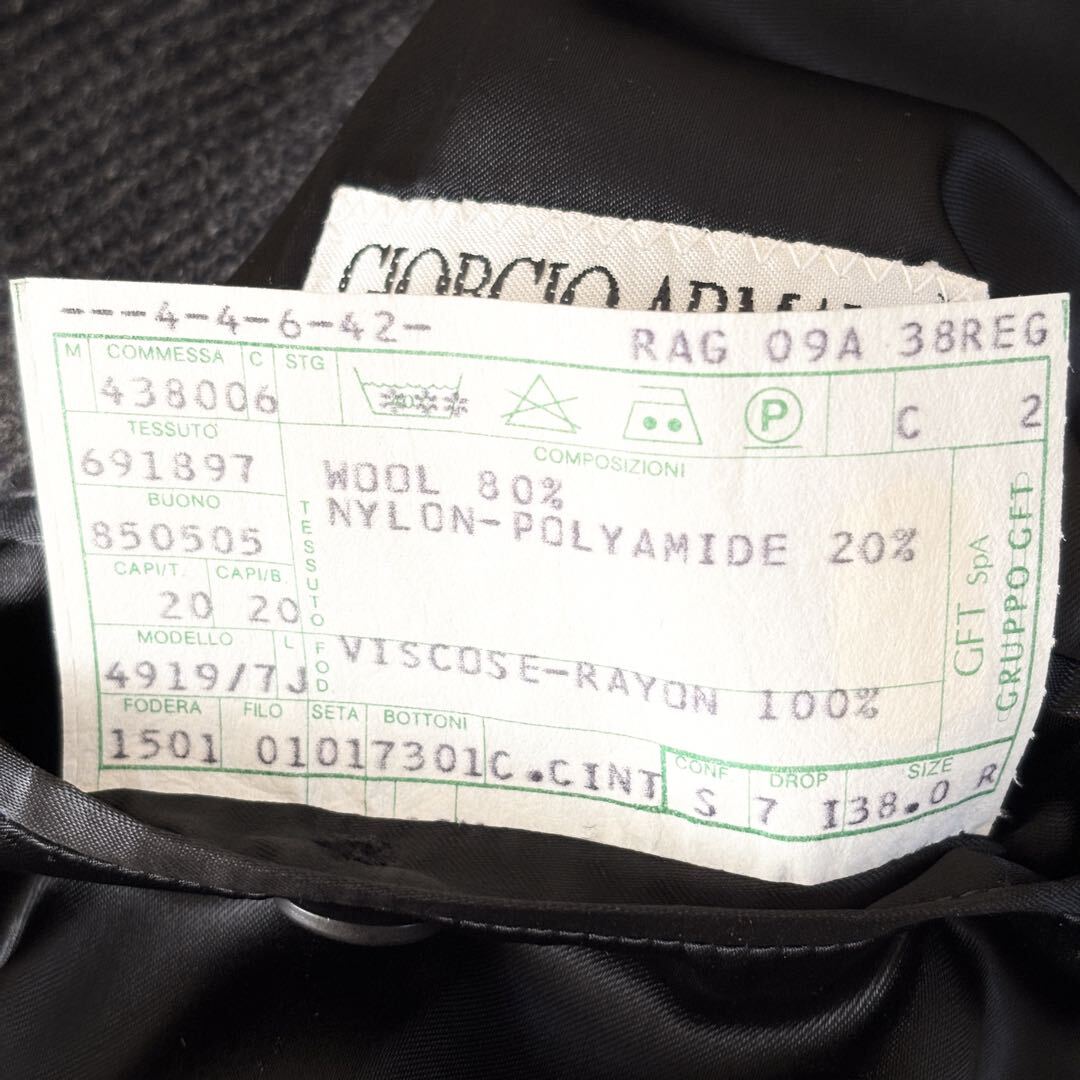 GIORGIO ARMA
---4-4-6-42-
RAG 09A 38REG
M COMMESSA C STG
438006
P
C 2
TESSUTO
691897
COMPOSIZIONI
WOOL 80%
NYLON-POLYAMIDE 20%
BUONO
850505
TESSUTO
CAPI/T. CAPI/B.
20 20
MODELLO L
4919/7J
FOD.
VISCOSE-RAYON 100%
GFT SpA
GRUPPO GFT
FODERA FILO SETA BOTTONI
1501 01017301C.CINT
CONF. DROP SIZE
S 7 I38.0 R